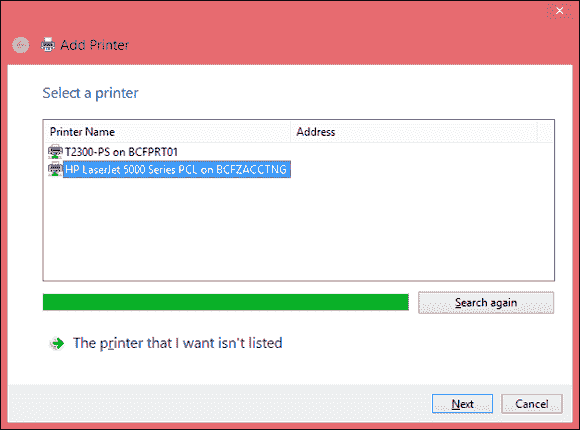 Add Printer
Select a printer
Printer Name Address
T2300-PS on BCFPRT01
HP LaserJet 5000 Series PCL on BCFZACCTNG
Search again
The printer that I want isn't listed
Next Cancel